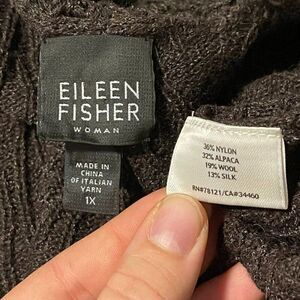 EILEEN
FISHER
WOMAN
MADE IN
CHINA
OF ITALIAN
YARN
1X
36% NYLON
32% ALPACA
19% WOOL
13% SILK
RN#78121/CA#34460